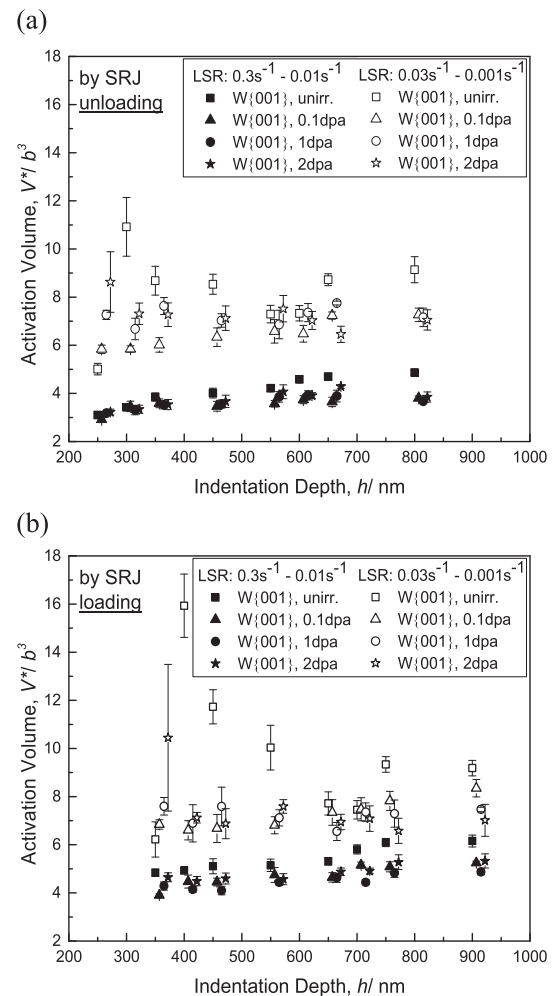 (a)
18
by SRJ
unloading
LSR: 0.3s⁻¹ - 0.01s⁻¹ LSR: 0.03s⁻¹ - 0.001s⁻¹
W{001}, unirr. W{001}, unirr.
W{001}, 0.1dpa W{001}, 0.1dpa
W{001}, 1dpa W{001}, 1dpa
W{001}, 2dpa W{001}, 2dpa
16
14
12
10
8
6
4
2
Activation Volume, V*/ b³
200 300 400 500 600 700 800 900 1000
Indentation Depth, h/ nm
(b)
18
by SRJ
loading
LSR: 0.3s⁻¹ - 0.01s⁻¹ LSR: 0.03s⁻¹ - 0.001s⁻¹
W{001}, unirr. W{001}, unirr.
W{001}, 0.1dpa W{001}, 0.1dpa
W{001}, 1dpa W{001}, 1dpa
W{001}, 2dpa W{001}, 2dpa
16
14
12
10
8
6
4
2
Activation Volume, V*/ b³
200 300 400 500 600 700 800 900 1000
Indentation Depth, h/ nm